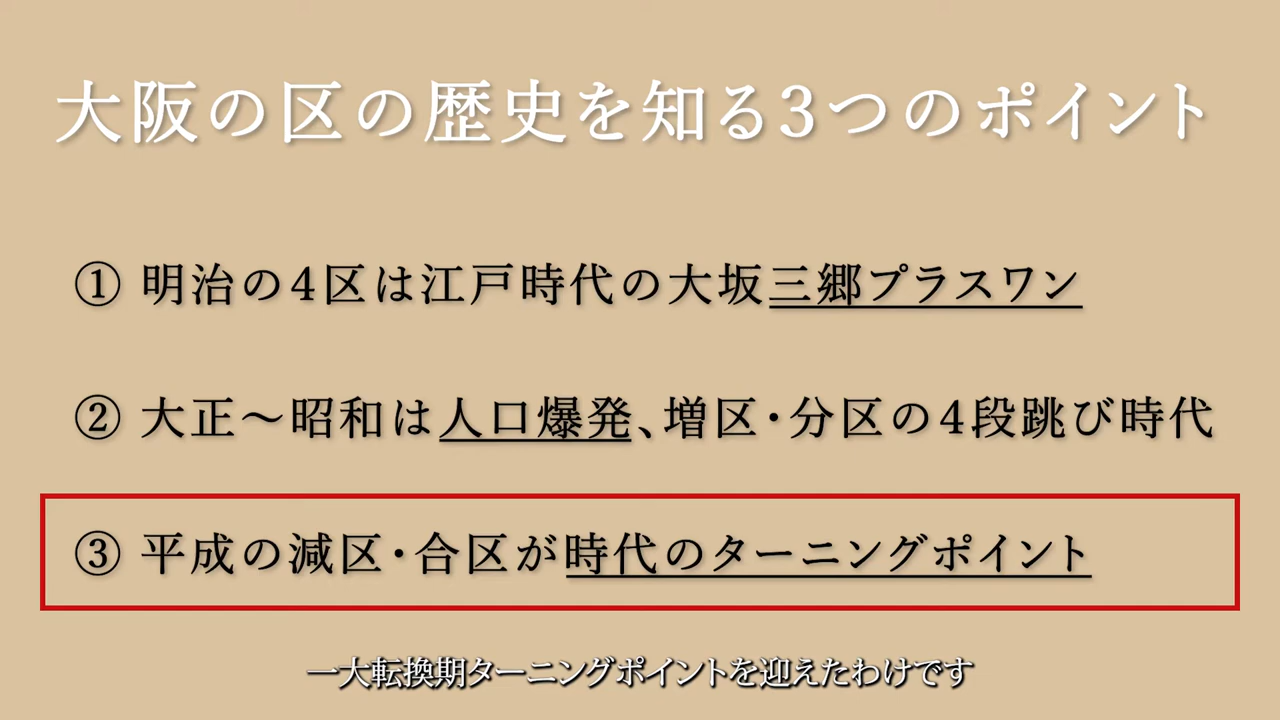 大阪の区の歴史を知る3つのポイント
① 明治の4区は江戸時代の大坂三郷プラスワン
② 大正〜昭和は人口爆発、増区・分区の4段跳び時代
③ 平成の減区・合区が時代のターニングポイント
一大転換期ターニングポイントを迎えたわけです